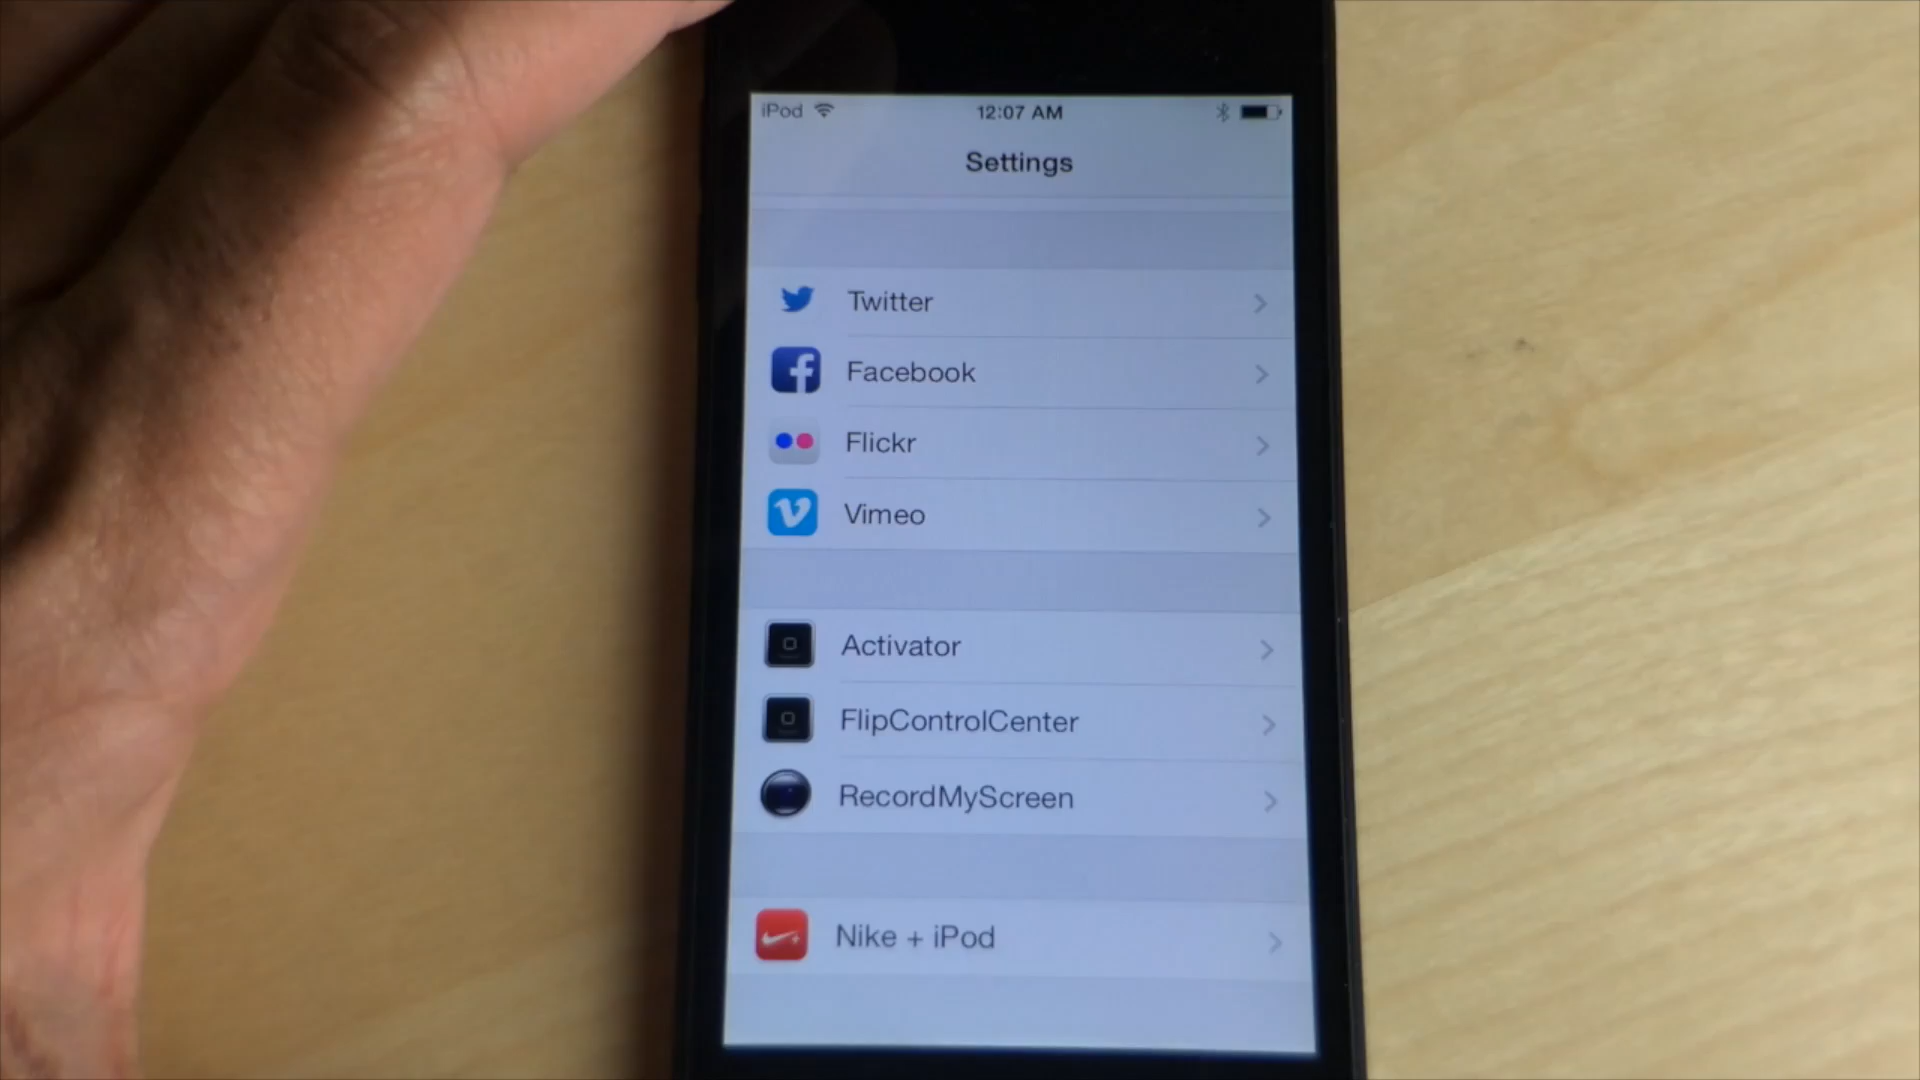 iPod 12:07 AM
Settings
Twitter
Facebook
Flickr
Vimeo
Activator
FlipControlCenter
RecordMyScreen
Nike + iPod